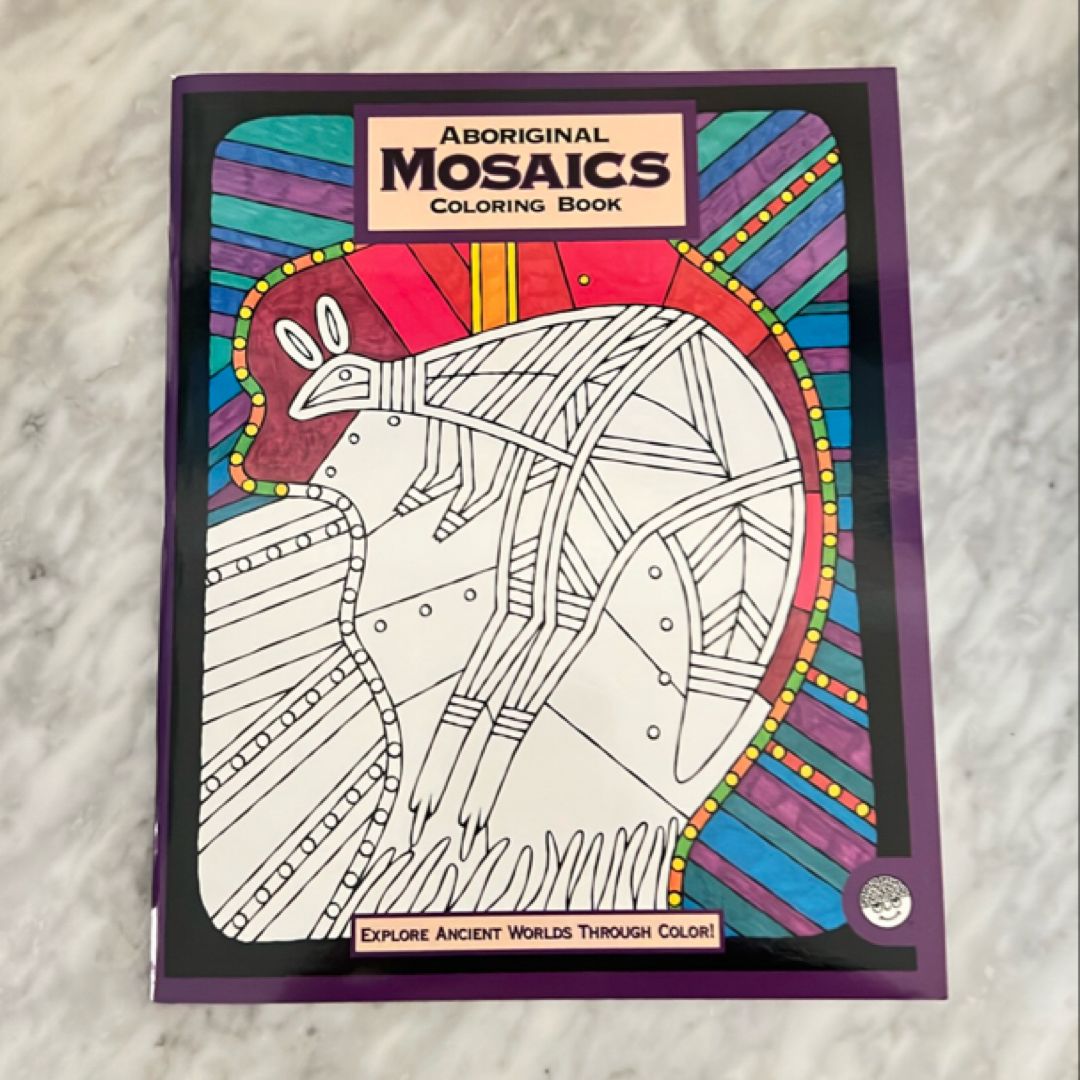 ABORIGINAL
MOSAICS
COLORING BOOK
EXPLORE ANCIENT WORLDS THROUGH COLOR!